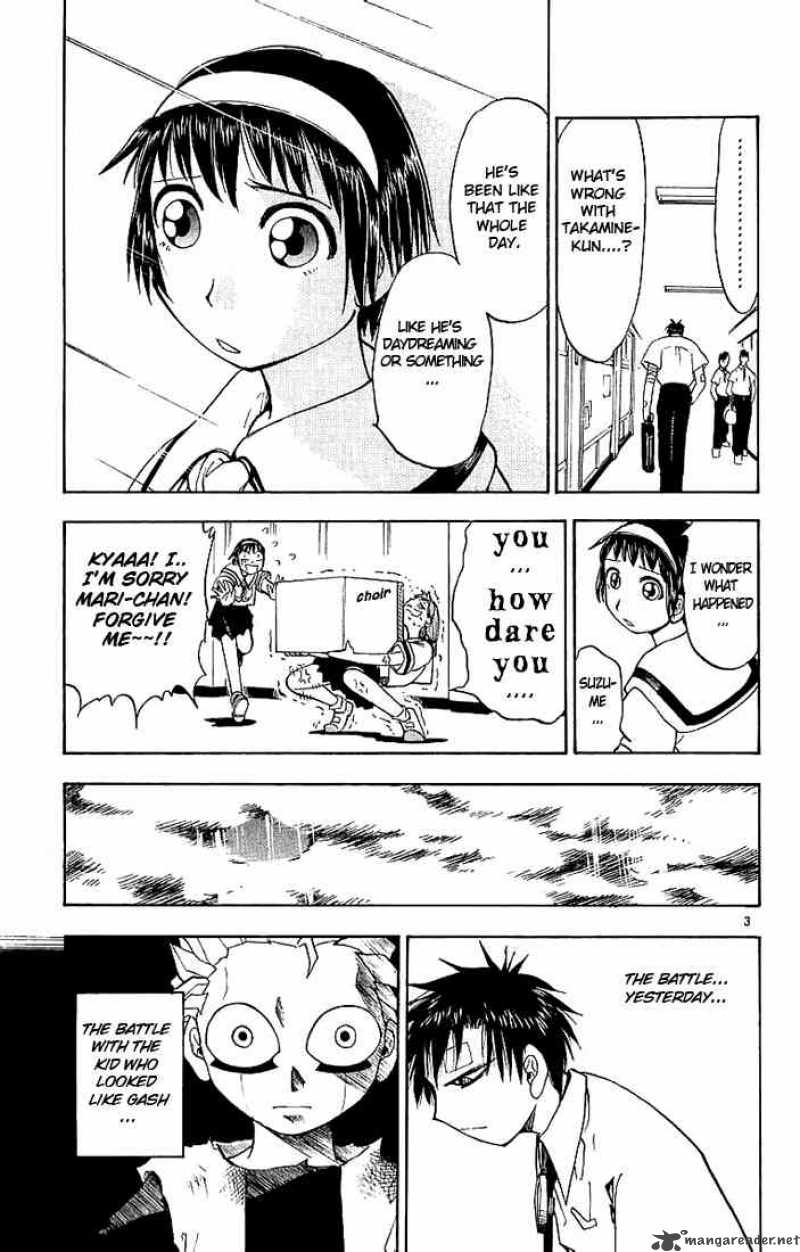 .........
WHAT'S
WRONG
WITH
TAKAMINE-
KUN....?
HE'S
BEEN LIKE
THAT THE
WHOLE
DAY.
LIKE HE'S
DAYDREAMING
OR SOMETHING
...
I WONDER
WHAT
HAPPENED
...
SUZU-
ME
...
you
...
how
dare
you
....
choir
KYAAA! I..
I'M SORRY
MARI-CHAN!
FORGIVE
ME~~!!
3
THE BATTLE...
YESTERDAY...
THE BATTLE
WITH THE
KID WHO
LOOKED
LIKE GASH
...
mangareader.net